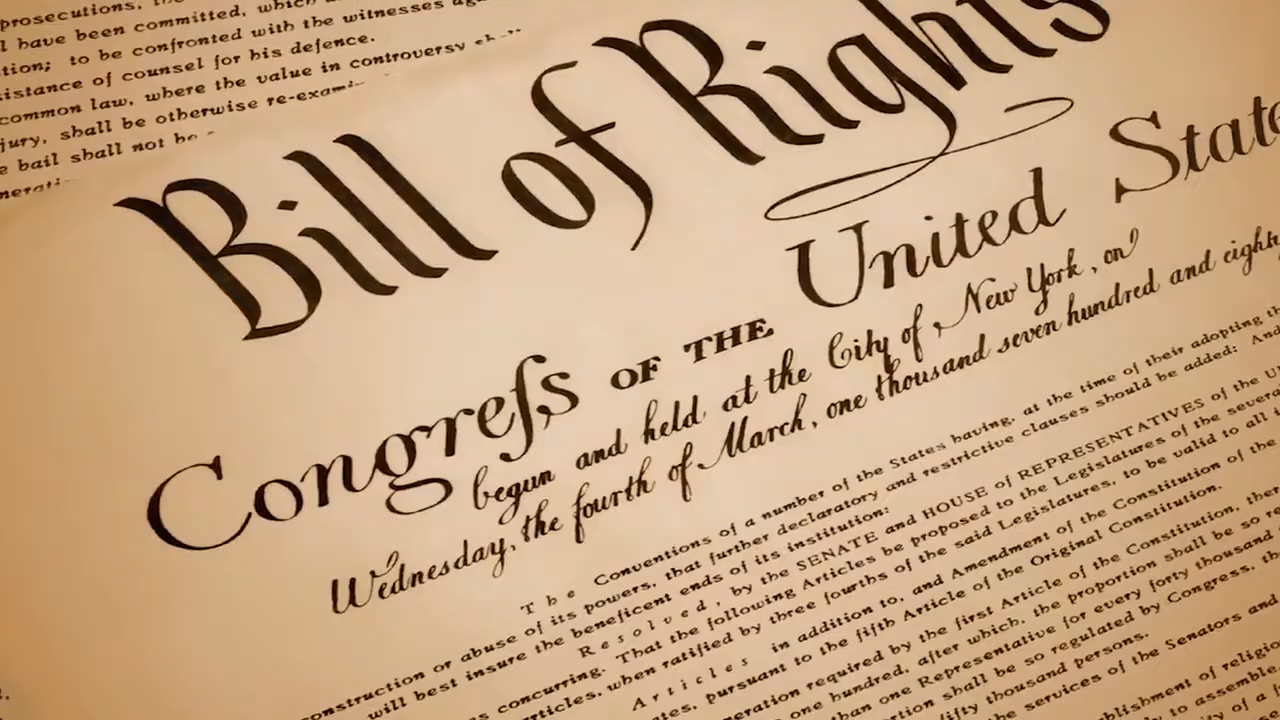 prosecutions,
l have been committed, which
tion; to be confronted with the witnesses
sistance of counsel for his defence.
common law, where the value in controversy
jury, shall be otherwise
e bail shall not be
Bill of Rights
Congreſs OF THE United State
begun and held at the City of New York, on
Wednesday, the fourth of March, one thousand seven hundred and eight
The Conventions of a number of the States having, at the time of their adopting
onstruction or abuse of its powers, that further declaratory and restrictive clauses should be added: And
will best insure the beneficent ends of its institution:
Resolved, by the SENATE and HOUSE of REPRESENTATIVES of the
s concurring. That the following Articles be proposed to the Legislatures of the several
rticles, when ratified by three fourths of the said Legislatures, to be valid to all
Articles in addition to, and Amendment of the Constitution of the
ates, pursuant to the fifth Article of the Original Constitution.
neration required by the first Article of the Constitution,
one hundred, after which, the proportion shall be so
than one Representative for every forty thousand
ortion shall be so regulated by Congress,
fifty thousand persons.
the services of the Senators and
blishment of religio
to assemble